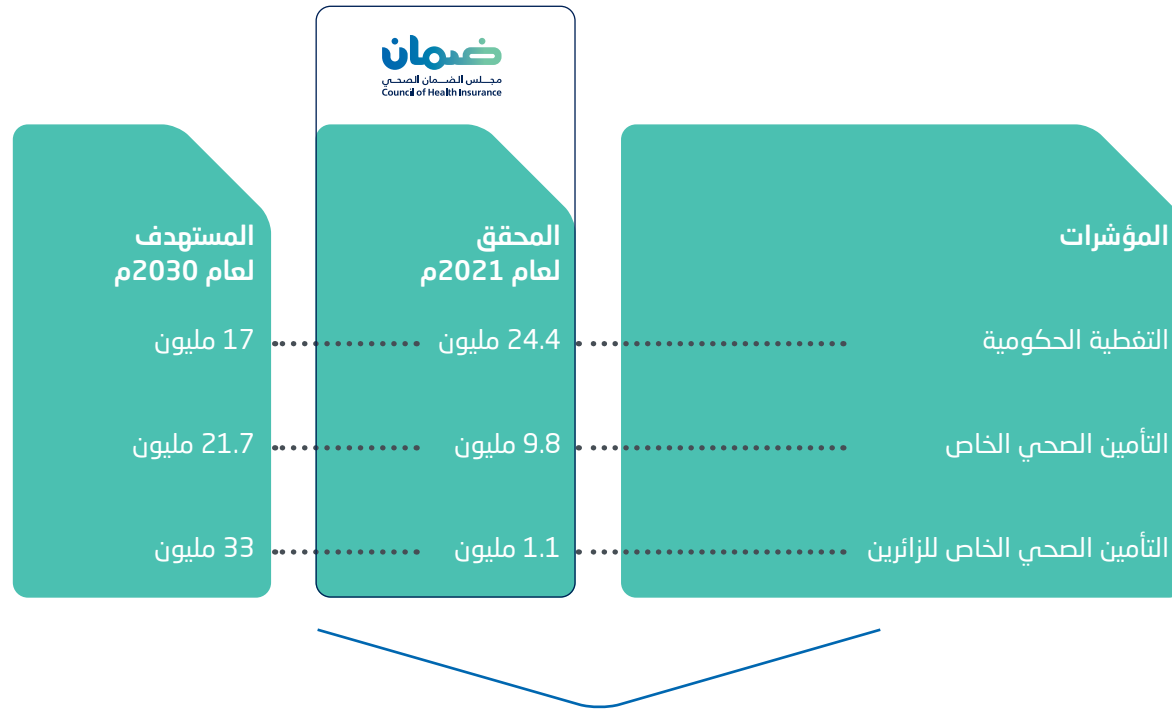 ضمان
مجلس الضمان الصحي
Council of Health Insurance
المؤشرات
المحقق
لعام 2021م
المستهدف
لعام 2030م
التغطية الحكومية 24.4 مليون 17 مليون
التأمين الصحي الخاص 9.8 مليون 21.7 مليون
التأمين الصحي الخاص للزائرين 1.1 مليون 33 مليون